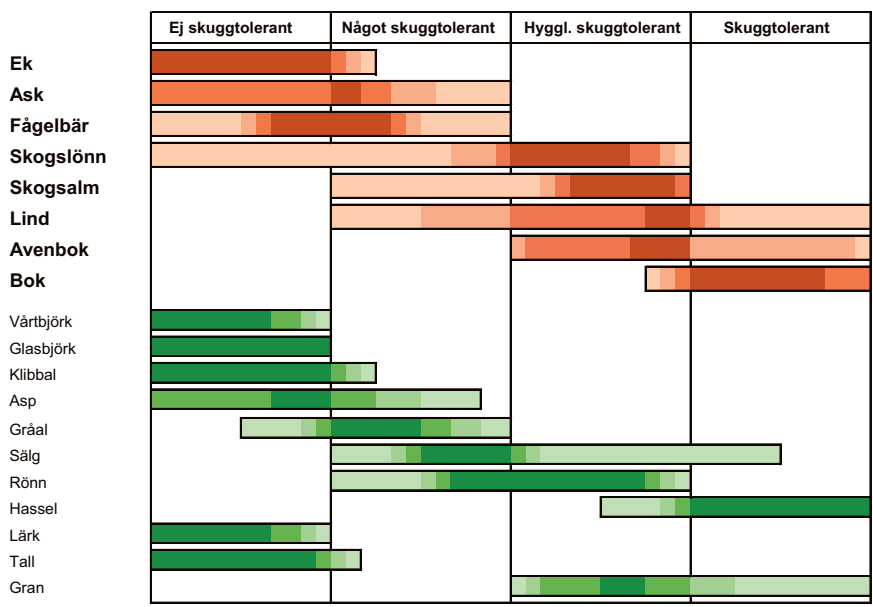 Ej skuggtolerant Något skuggtolerant Hyggl. skuggtolerant Skuggtolerant
Ek
Ask
Fågelbär
Skogslönn
Skogsalm
Lind
Avenbok
Bok
Vårtbjörk
Glasbjörk
Klibbal
Asp
Gråal
Sälg
Rönn
Hassel
Lärk
Tall
Gran